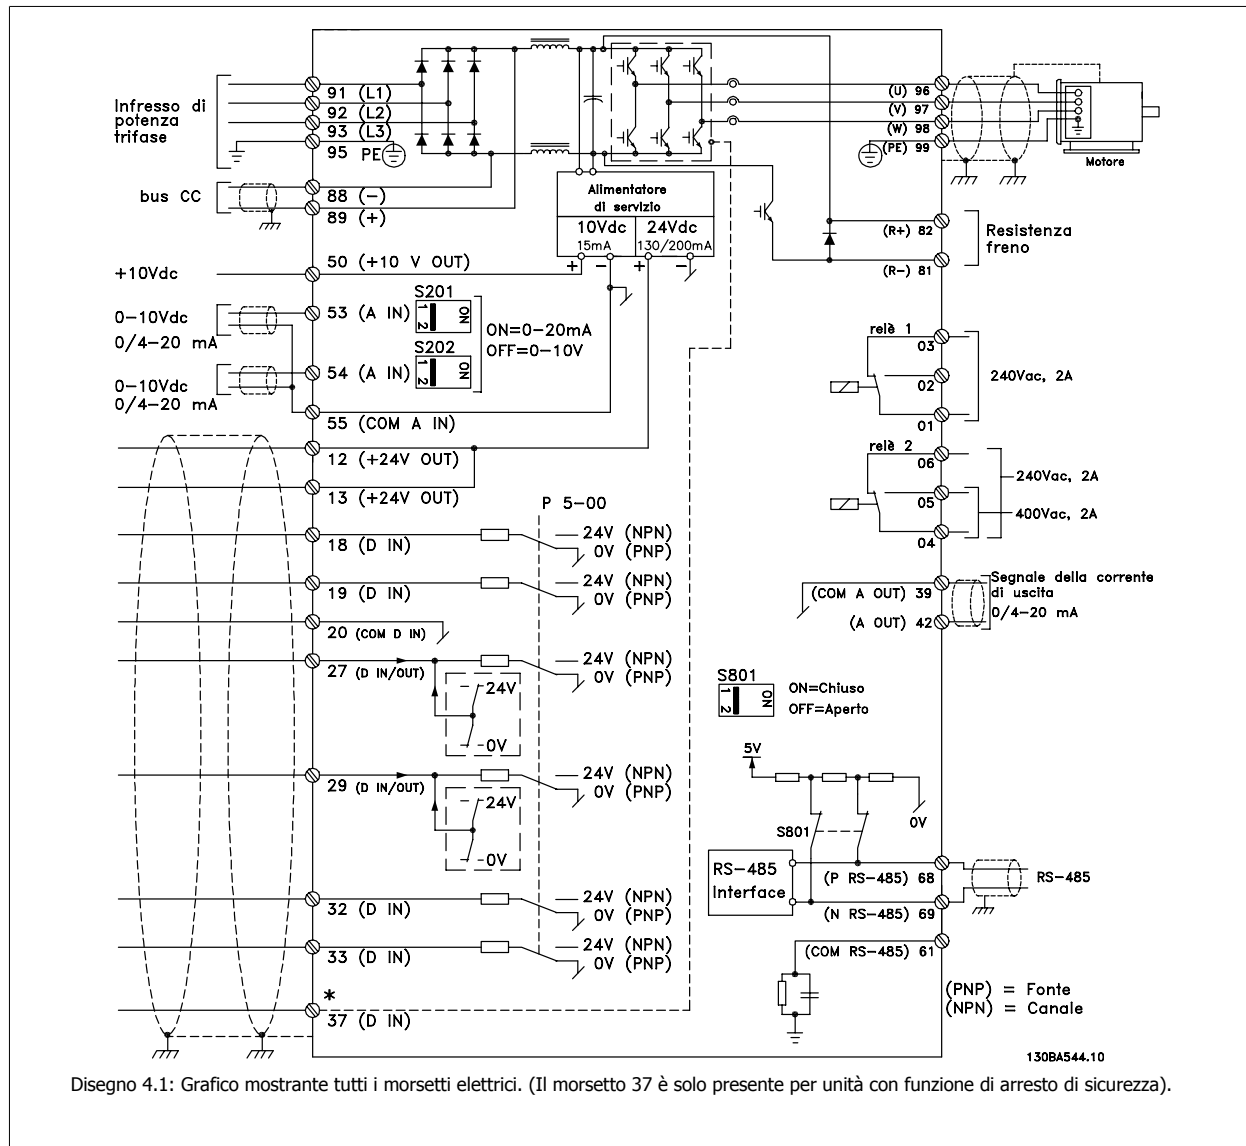 Infresso di
potenza
trifase
91 (L1)
92 (L2)
93 (L3)
95 PE
bus CC
88 (−)
89 (+)
+10Vdc
50 (+10 V OUT)
0−10Vdc
0/4−20 mA
53 (A IN)
S201
1 2
ON
S202
1 2
ON
ON=0−20mA
OFF=0−10V
0−10Vdc
0/4−20 mA
54 (A IN)
55 (COM A IN)
12 (+24V OUT)
13 (+24V OUT)
P 5-00
18 (D IN)
24V (NPN)
0V (PNP)
19 (D IN)
24V (NPN)
0V (PNP)
20 (COM D IN)
27 (D IN/OUT)
24V (NPN)
0V (PNP)
24V
0V
29 (D IN/OUT)
24V (NPN)
0V (PNP)
24V
0V
32 (D IN)
24V (NPN)
0V (PNP)
33 (D IN)
24V (NPN)
0V (PNP)
*
37 (D IN)
Alimentatore
di servizio
10Vdc
15mA
24Vdc
130/200mA
+ − + −
(U) 96
(V) 97
(W) 98
(PE) 99
Motore
(R+) 82
(R−) 81
Resistenza
freno
relè 1
03
02
01
240Vac, 2A
relè 2
06
05
04
240Vac, 2A
400Vac, 2A
(COM A OUT) 39
(A OUT) 42
Segnale della corrente
di uscita
0/4−20 mA
S801
1 2
ON
ON=Chiuso
OFF=Aperto
5V
S801
0V
RS-485
Interface
(P RS-485) 68
(N RS-485) 69
RS-485
(COM RS-485) 61
(PNP) = Fonte
(NPN) = Canale
130BA544.10
Disegno 4.1: Grafico mostrante tutti i morsetti elettrici. (Il morsetto 37 è solo presente per unità con funzione di arresto di sicurezza).